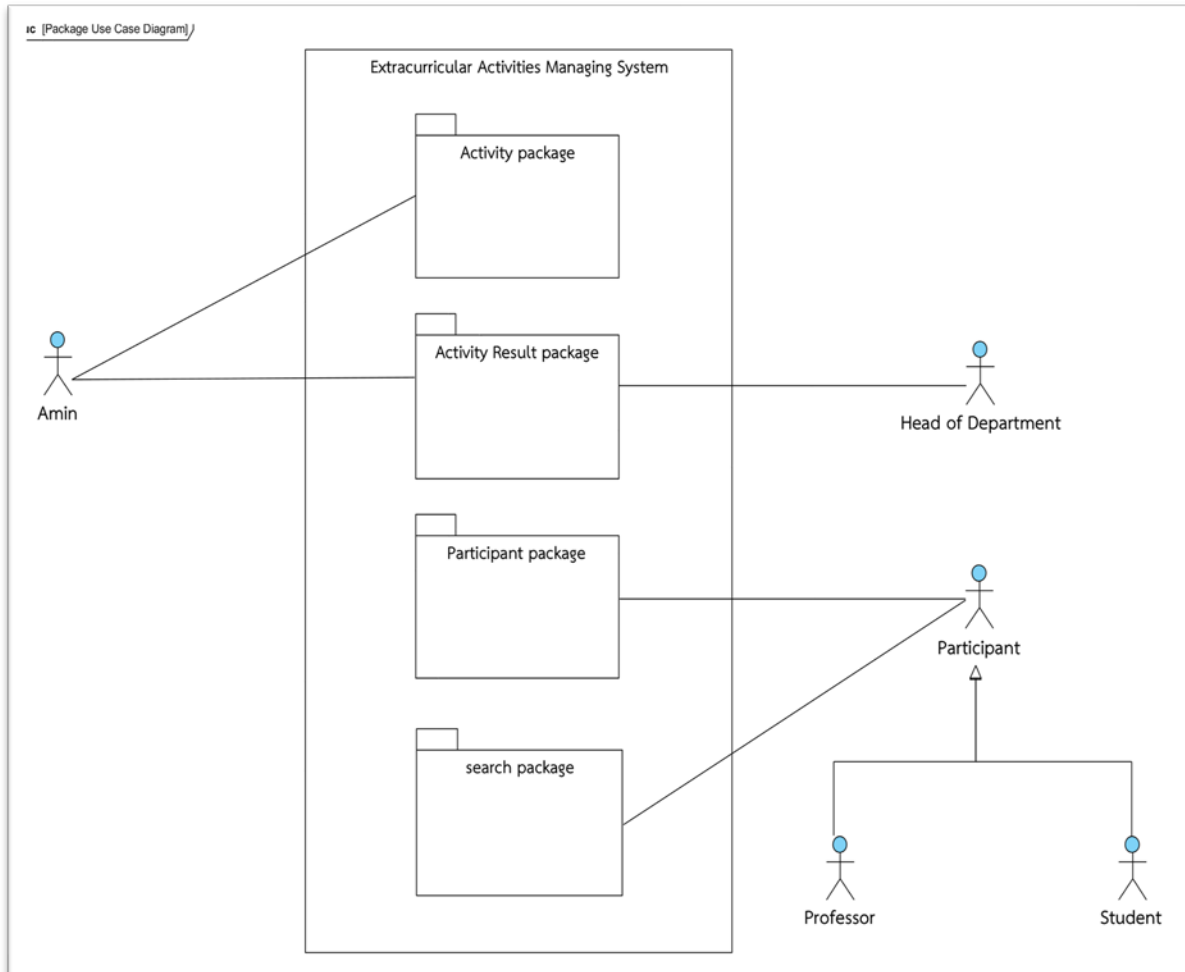 uc [Package Use Case Diagram]
Extracurricular Activities Managing System
Activity package
Activity Result package
Amin
Head of Department
Participant package
Participant
search package
Professor
Student